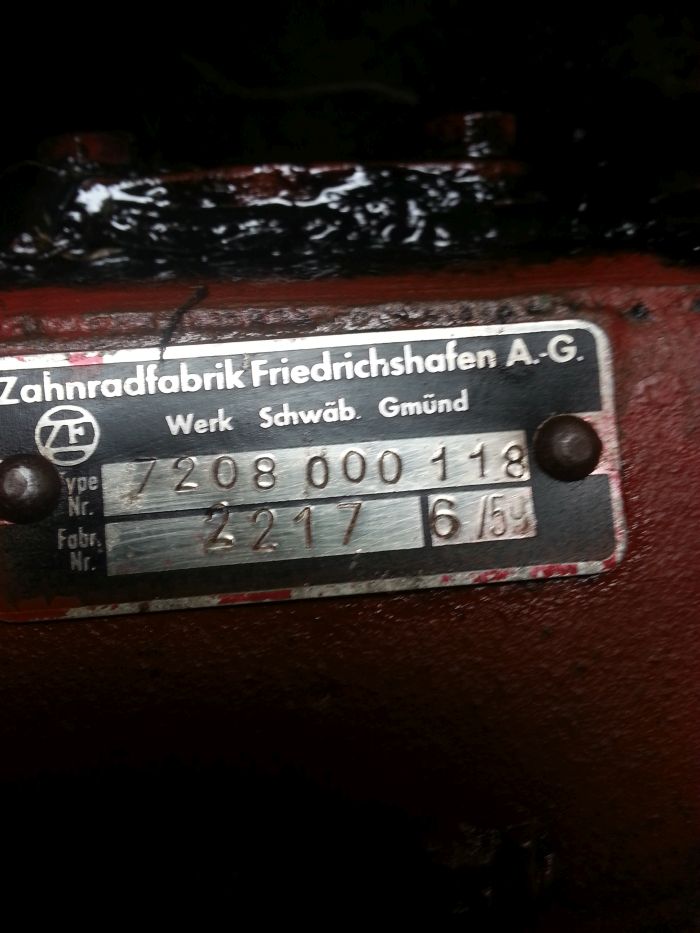 Zahnradfabrik Friedrichshafen A.-G.
ZF Werk Schwäb. Gmünd
Type Nr. 7208 000 118
Fabr. Nr. 2217 6/59